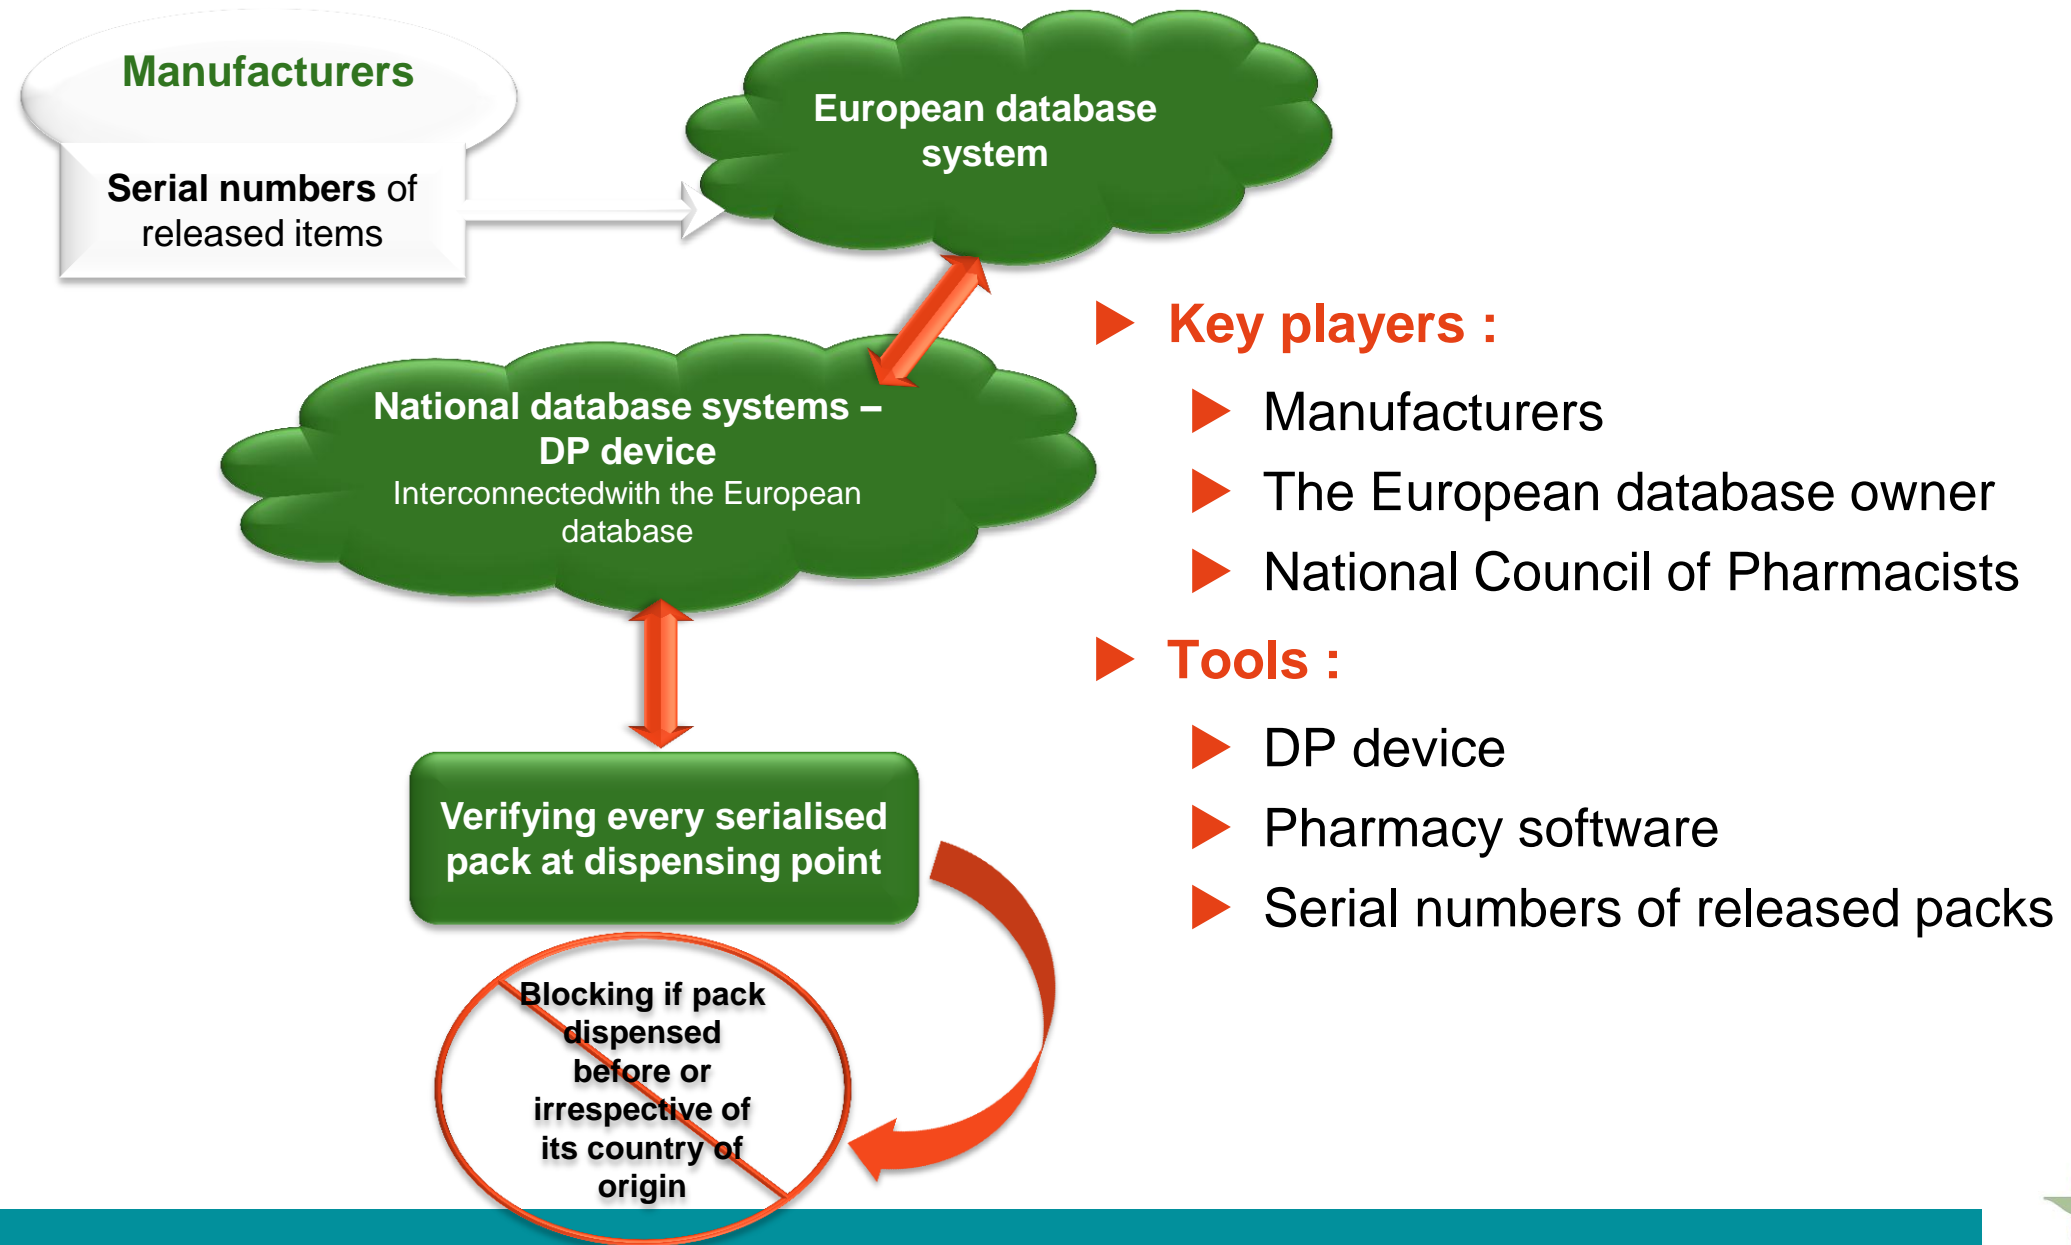 Manufacturers
Serial numbers of
released items
European database
system
National database systems –
DP device
Interconnectedwith the European
database
Verifying every serialised
pack at dispensing point
Blocking if pack
dispensed
before or
irrespective of
its country of
origin
Key players :
Manufacturers
The European database owner
National Council of Pharmacists
Tools :
DP device
Pharmacy software
Serial numbers of released packs